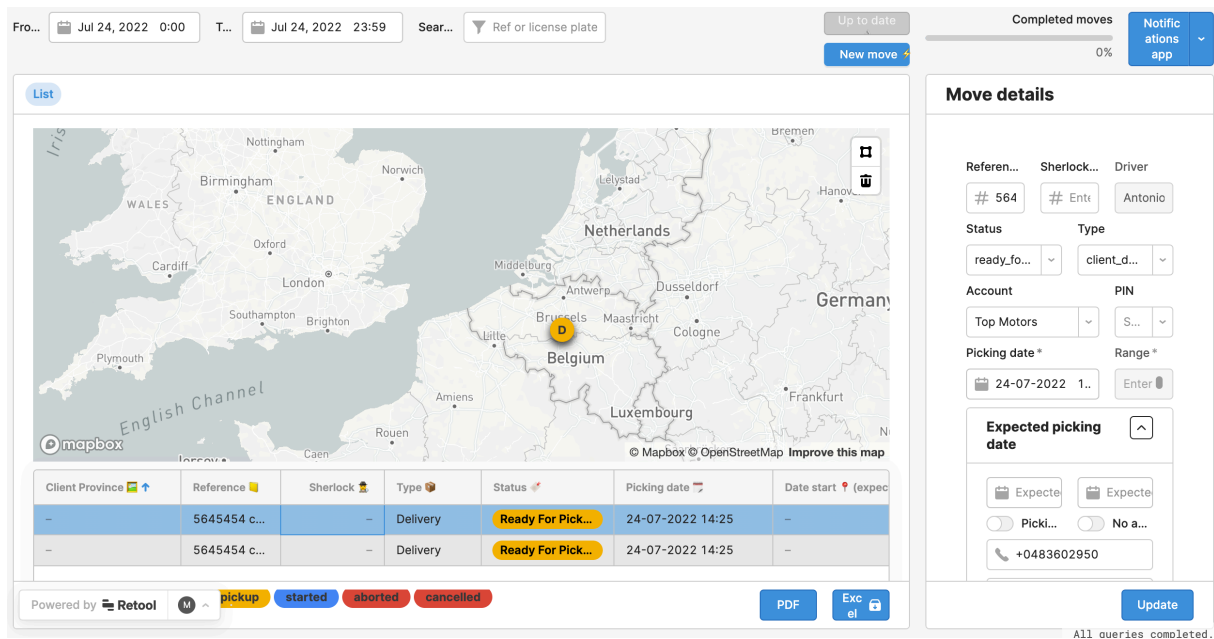 Fro... Jul 24, 2022 0:00 T... Jul 24, 2022 23:59 Sear... Ref or license plate
Up to date
New move
Completed moves
0%
Notific
ations
app
List
Nottingham
Norwich
Birmingham
WALES
ENGLAND
Oxford
Cardiff
London
Southampton
Brighton
Plymouth
English Channel
Bremen
Lelystad
Hanov
Netherlands
Middelburg
Antwerp
Dusseldorf
Germany
Brussels
Maastricht
D
Cologne
Lille
Belgium
Amiens
Frankfurt
Luxembourg
Rouen
Caen
mapbox
© Mapbox © OpenStreetMap Improve this map
Client Province Reference Sherlock Type Status Picking date Date start (expec
– 5645454 c... – Delivery Ready For Pick... 24-07-2022 14:25 –
– 5645454 c... – Delivery Ready For Pick... 24-07-2022 14:25 –
Powered by Retool M
pickup started aborted cancelled
PDF
Exc
el
Move details
Referen... Sherlock... Driver
# 564 # Ente Antonio
Status Type
ready_fo... client_d...
Account PIN
Top Motors S...
Picking date* Range*
24-07-2022 1.. Enter
Expected picking
date
Expecte Expecte
Picki... No a...
+0483602950
Update
All queries completed.